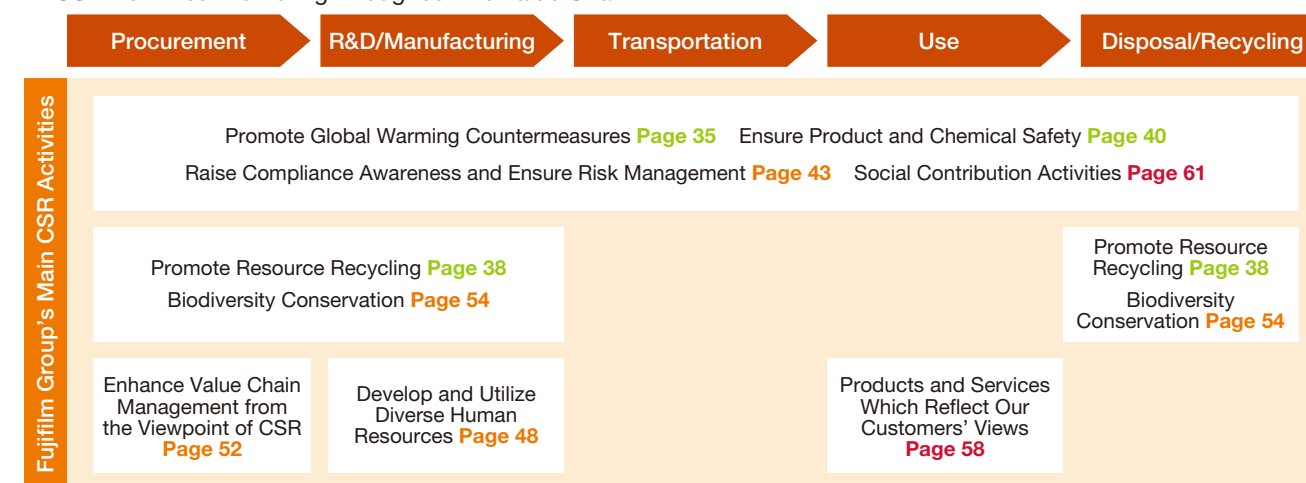 Procurement
R&D/Manufacturing
Transportation
Use
Disposal/Recycling
Fujifilm Group’s Main CSR Activities
Promote Global Warming Countermeasures Page 35 Ensure Product and Chemical Safety Page 40
Raise Compliance Awareness and Ensure Risk Management Page 43 Social Contribution Activities Page 61
Promote Resource Recycling Page 38
Biodiversity Conservation Page 54
Promote Resource
Recycling Page 38
Biodiversity
Conservation Page 54
Enhance Value Chain
Management from
the Viewpoint of CSR
Page 52
Develop and Utilize
Diverse Human
Resources Page 48
Products and Services
Which Reflect Our
Customers’ Views
Page 58